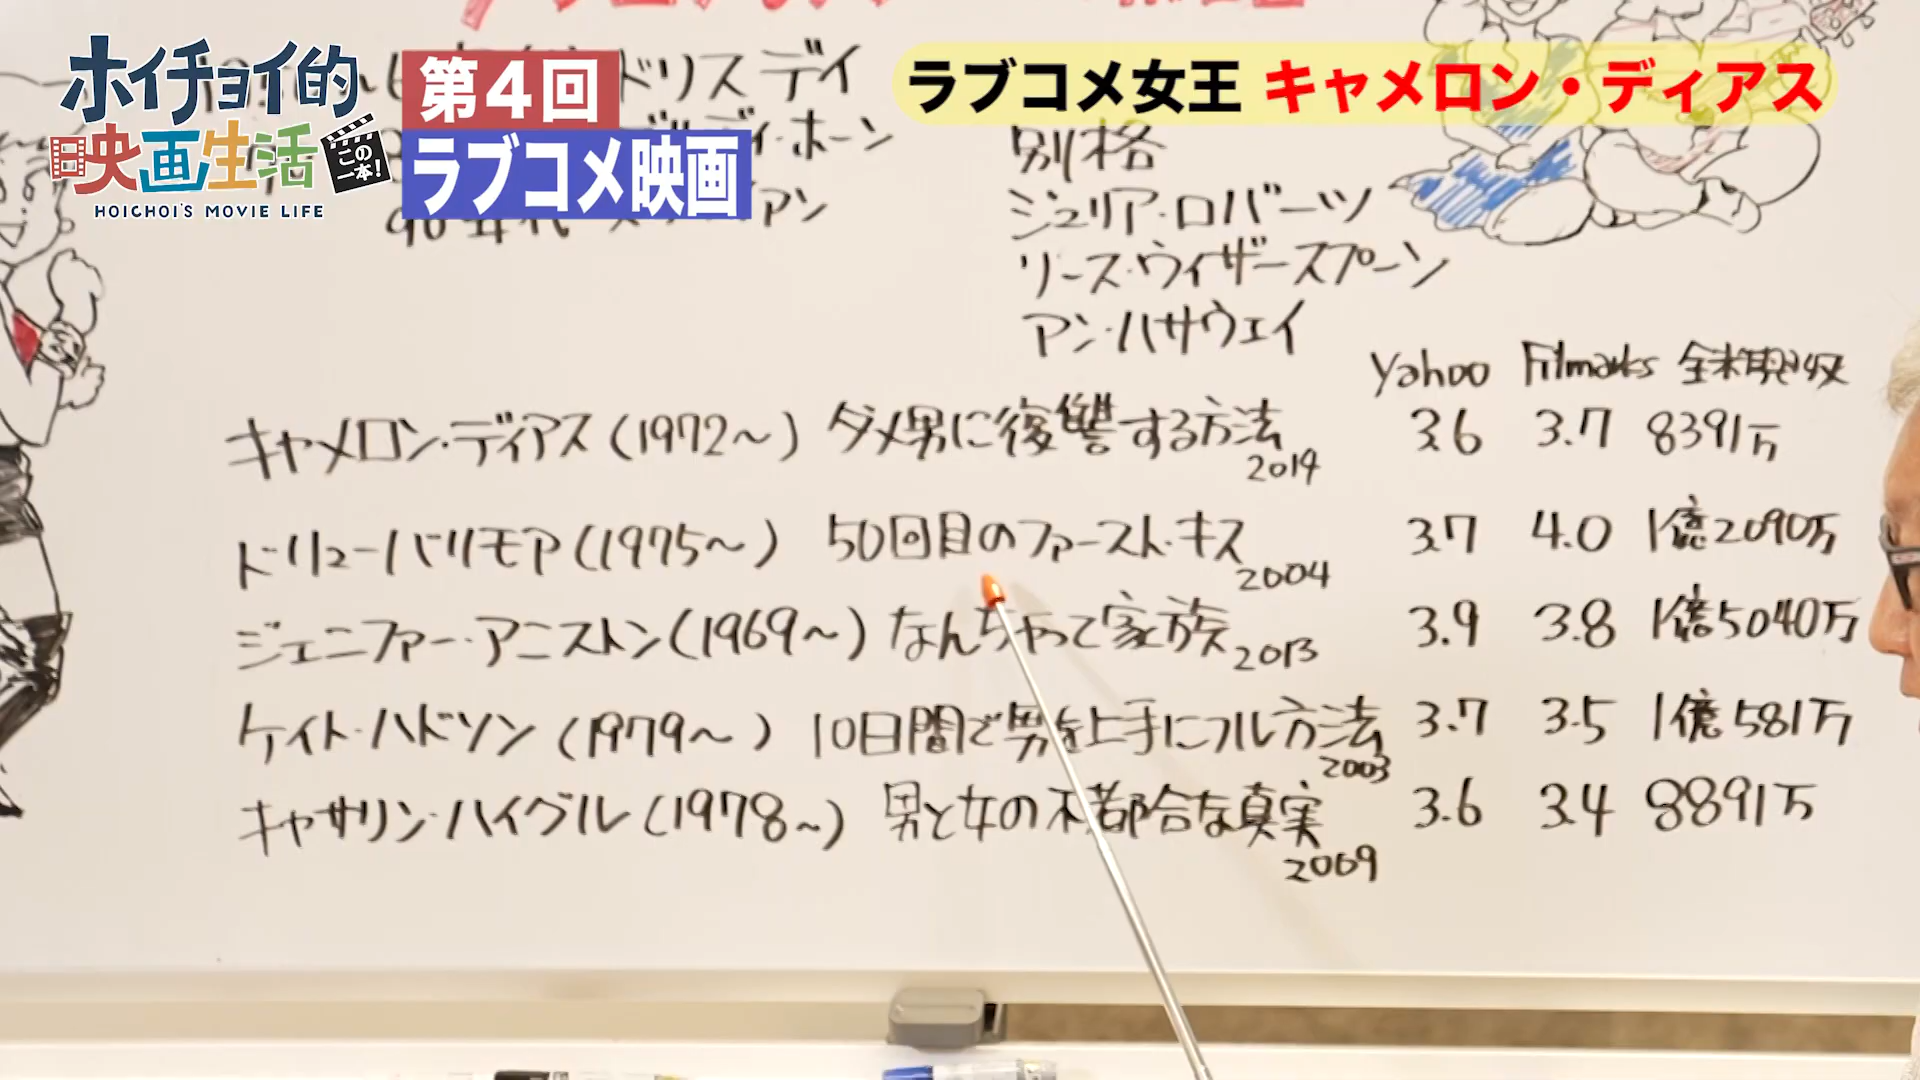 ホイチョイ的
映画生活
この一本!
HOICHOI'S MOVIE LIFE
第4回
ラブコメ映画
ラブコメ女王 キャメロン・ディアス
ドリス デイ
ディ・ホーン
90年代
アン
別格
ジュリア・ロバーツ
リース・ウィザースプーン
アン・ハサウェイ
Yahoo Filmarks 全米興収
キャメロン・ディアス(1972〜) ダメ男に復讐する方法 2014 3.6 3.7 8391万
ドリュー・バリモア(1975〜) 50回目のファースト・キス 2004 3.7 4.0 1億2090万
ジェニファー・アニストン(1969〜) なんちゃって家族 2013 3.9 3.8 1億5040万
ケイト・ハドソン(1979〜) 10日間で男を上手にフル方法 2003 3.7 3.5 1億581万
キャサリン・ハイグル(1978〜) 男と女の不都合な真実 2009 3.6 3.4 8891万